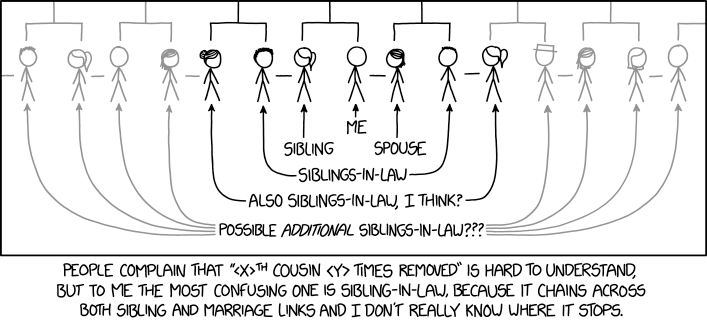 ME
SIBLING SPOUSE
SIBLINGS-IN-LAW
ALSO SIBLINGS-IN-LAW, I THINK?
POSSIBLE ADDITIONAL SIBLINGS-IN-LAW???
PEOPLE COMPLAIN THAT "<X>TH COUSIN <Y> TIMES REMOVED" IS HARD TO UNDERSTAND,
BUT TO ME THE MOST CONFUSING ONE IS SIBLING-IN-LAW, BECAUSE IT CHAINS ACROSS
BOTH SIBLING AND MARRIAGE LINKS AND I DON'T REALLY KNOW WHERE IT STOPS.